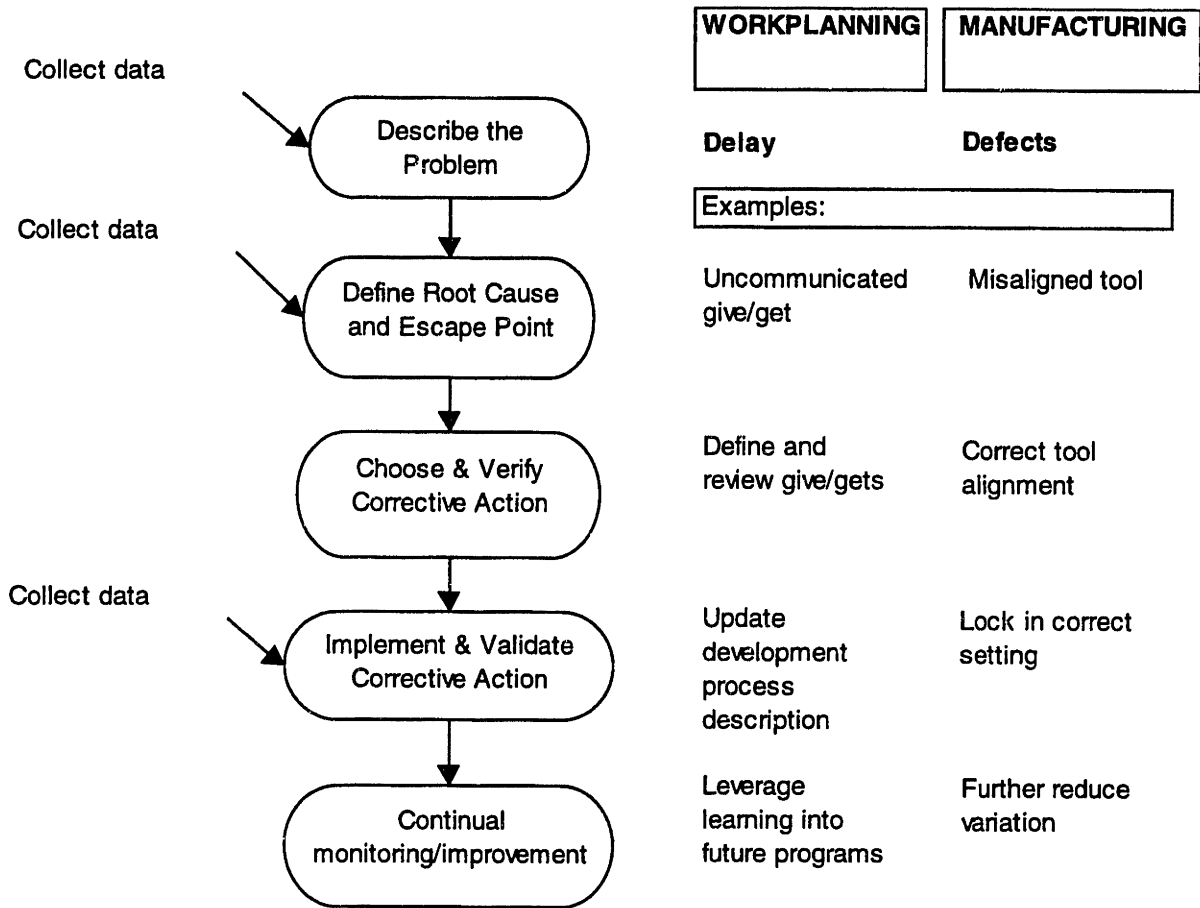 WORKPLANNING
MANUFACTURING
Collect data
Describe the
Problem
Delay
Defects
Examples:
Collect data
Define Root Cause
and Escape Point
Uncommunicated
give/get
Misaligned tool
Choose & Verify
Corrective Action
Define and
review give/gets
Correct tool
alignment
Collect data
Implement & Validate
Corrective Action
Update
development
process
description
Lock in correct
setting
Continual
monitoring/improvement
Leverage
learning into
future programs
Further reduce
variation